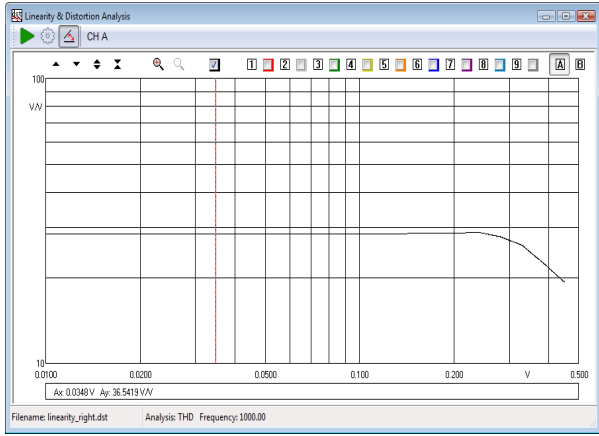 Linearity & Distortion Analysis
CH A
1 2 3 4 5 6 7 8 9 A B
100
V/V
10
0.0100 0.0200 0.0500 0.100 0.200 V 0.500
Ax: 0.0348 V Ay: 36.5419 V/V
Filename: linearity_right.dst Analysis: THD Frequency: 1000.00